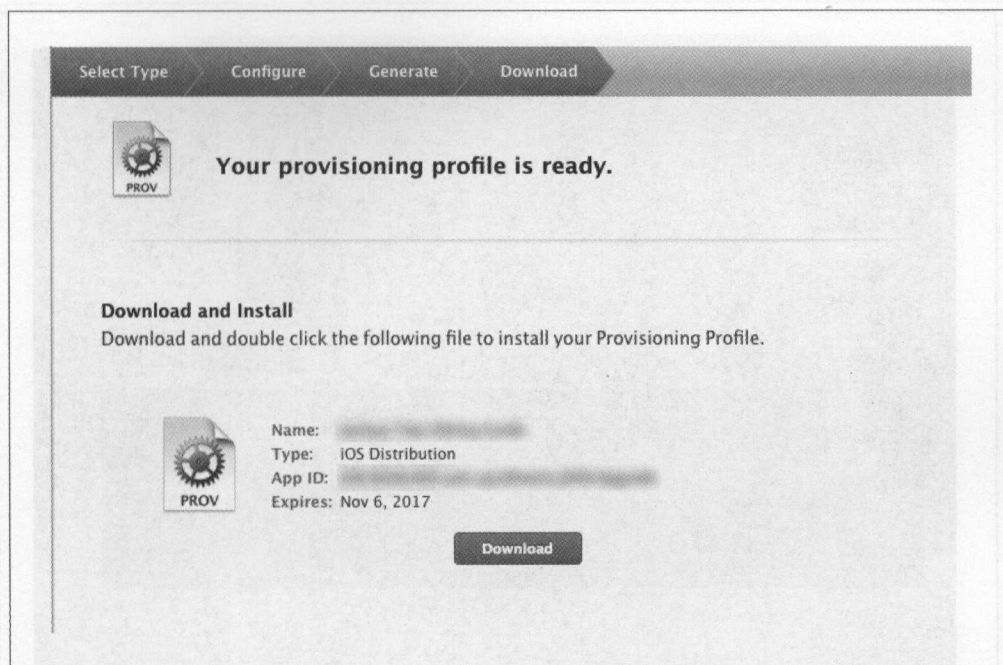 Select Type Configure Generate Download
PROV
Your provisioning profile is ready.
Download and Install
Download and double click the following file to install your Provisioning Profile.
PROV
Name:
Type: iOS Distribution
App ID:
Expires: Nov 6, 2017
Download